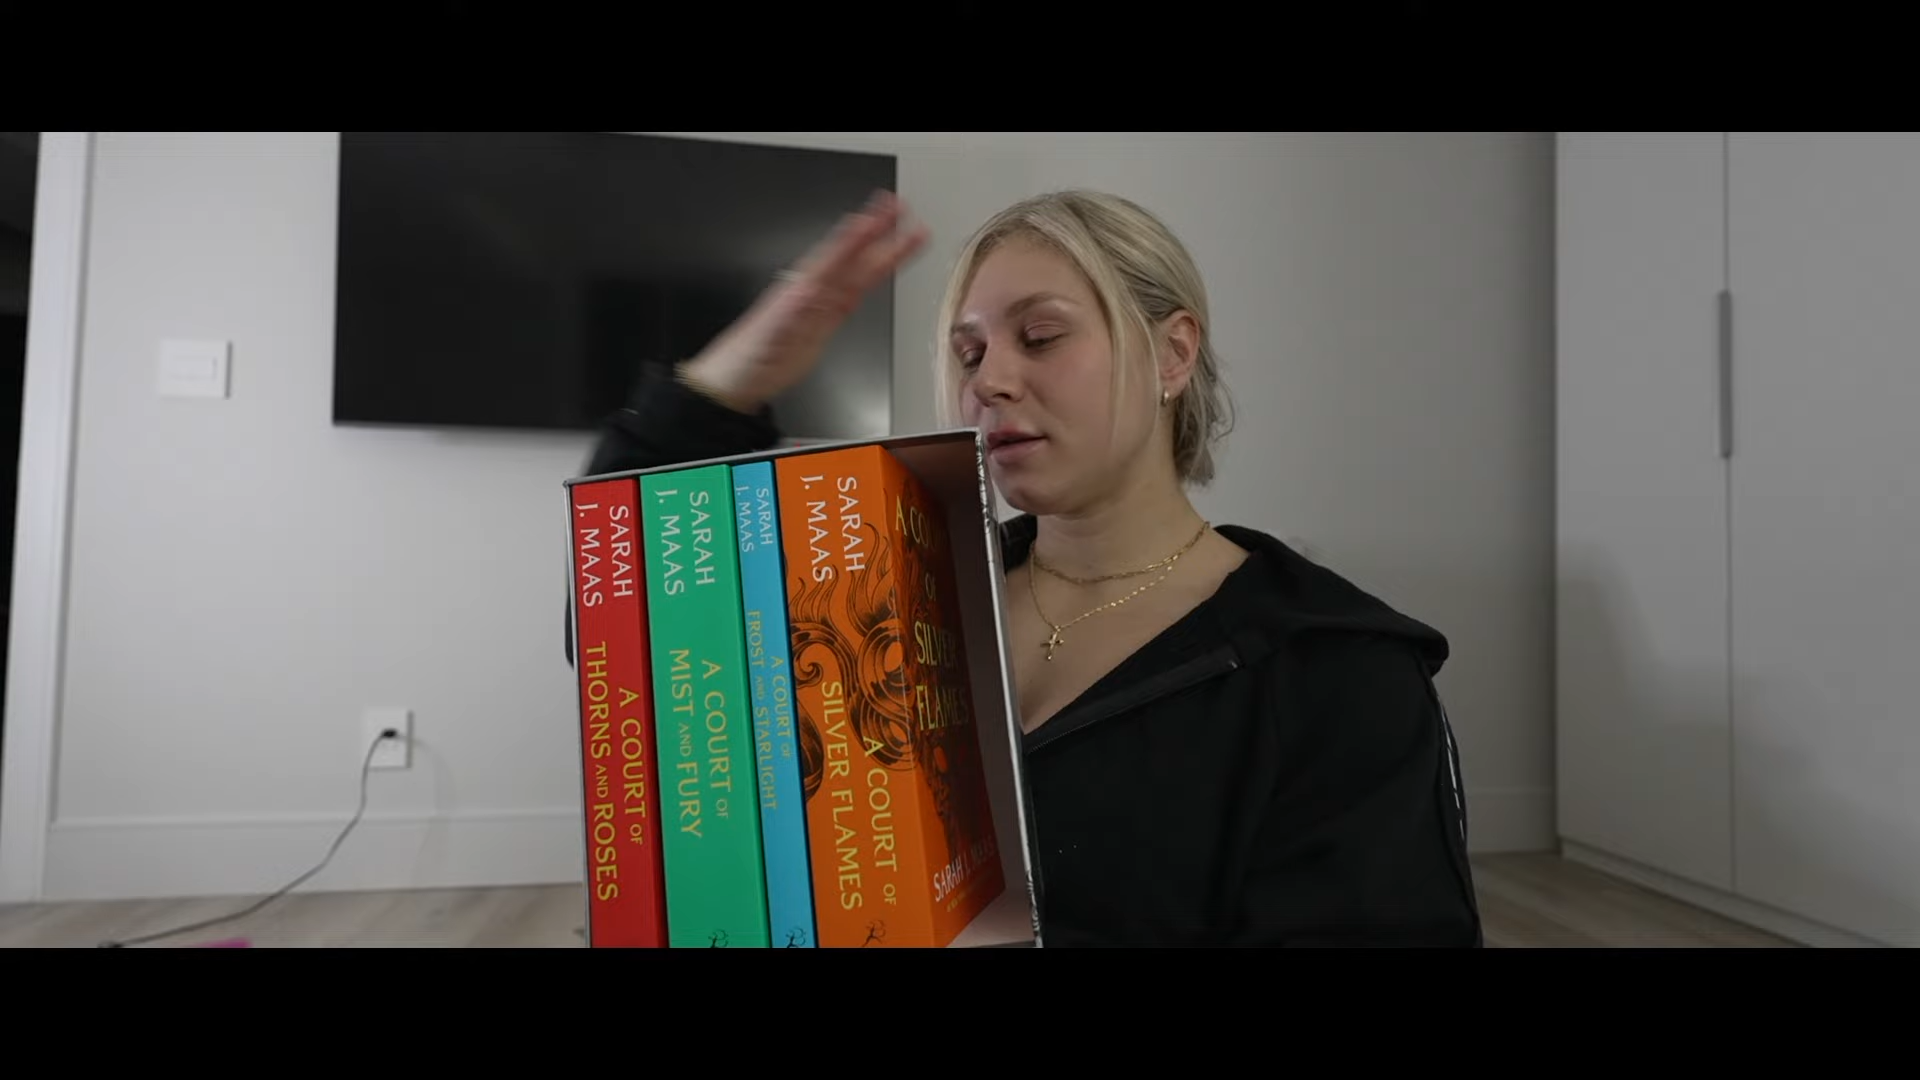 SARAH
J. MAAS
A COURT OF
THORNS AND ROSES
SARAH
J. MAAS
A COURT OF
MIST AND FURY
SARAH
J. MAAS
A COURT OF
FROST AND STARLIGHT
SARAH
J. MAAS
A COURT OF
SILVER FLAMES
A COU
OF
SILVER
FLAMES
SARAH J. MAAS